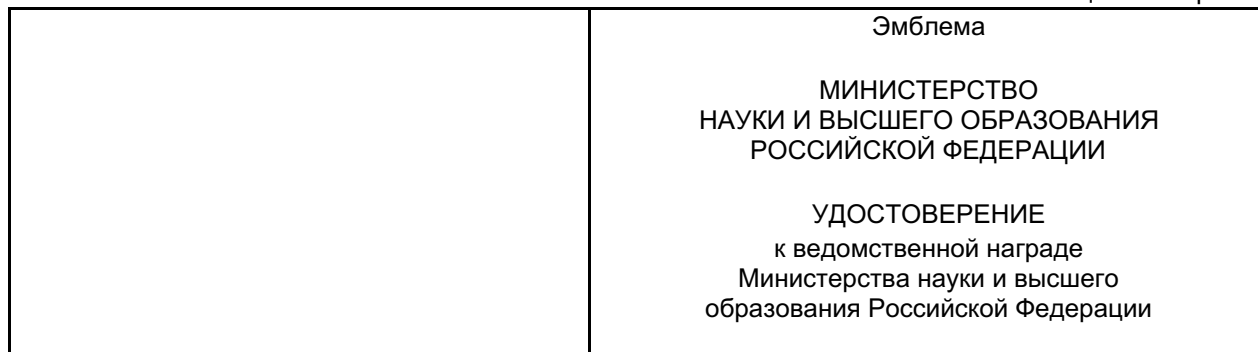 Эмблема
МИНИСТЕРСТВО
НАУКИ И ВЫСШЕГО ОБРАЗОВАНИЯ
РОССИЙСКОЙ ФЕДЕРАЦИИ
УДОСТОВЕРЕНИЕ
к ведомственной награде
Министерства науки и высшего
образования Российской Федерации